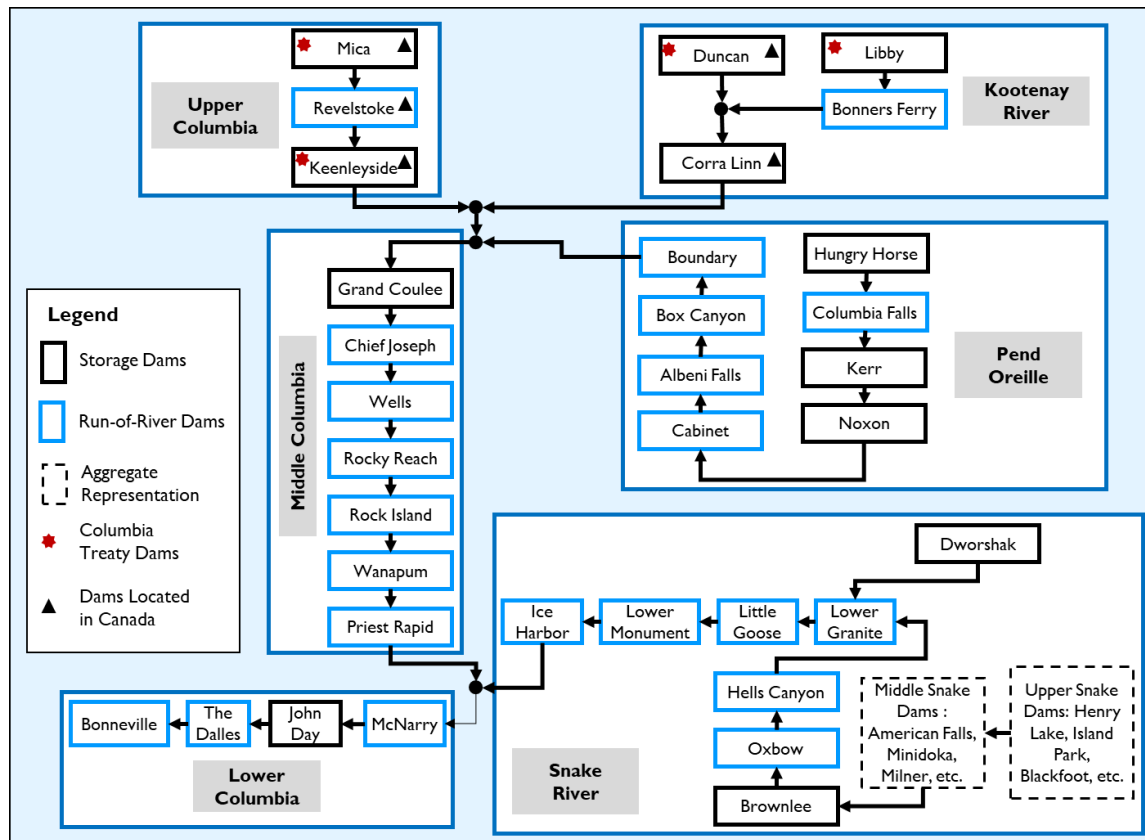 Upper
Columbia
Mica
Revelstoke
Keenleyside
Duncan
Libby
Bonners Ferry
Corra Linn
Kootenay
River
Middle Columbia
Grand Coulee
Chief Joseph
Wells
Rocky Reach
Rock Island
Wanapum
Priest Rapid
Boundary
Box Canyon
Albeni Falls
Cabinet
Hungry Horse
Columbia Falls
Kerr
Noxon
Pend
Oreille
Legend
Storage Dams
Run-of-River Dams
Aggregate
Representation
Columbia
Treaty Dams
Dams Located
in Canada
Dworshak
Ice
Harbor
Lower
Monument
Little
Goose
Lower
Granite
Hells Canyon
Oxbow
Brownlee
Middle Snake
Dams :
American Falls,
Minidoka,
Milner, etc.
Upper Snake
Dams: Henry
Lake, Island
Park,
Blackfoot, etc.
Snake
River
Bonneville
The
Dalles
John
Day
McNarry
Lower
Columbia